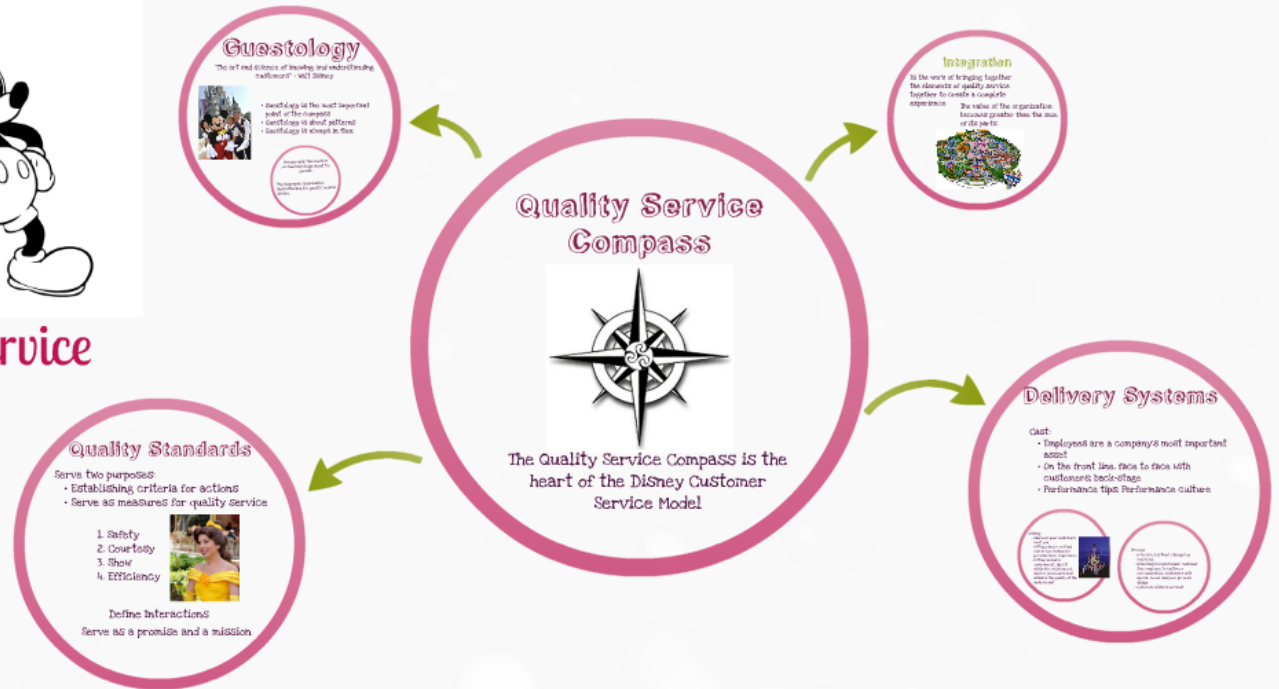 rvice
Guestology
"The art and science of knowing and understanding
customers" - Walt Disney
• Guestology is the most important
point of the compass
• Guestology is about patterns
• Guestology is always in flux
Integration
is the work of bringing together
the elements of quality service
together to create a complete
experience.
The value of the organization
becomes greater than the sum
of its parts.
Quality Service
Compass
The Quality Service Compass is the
heart of the Disney Customer
Service Model
Quality Standards
Serve two purposes:
• Establishing criteria for actions
• Serve as measures for quality service
1. Safety
2. Courtesy
3. Show
4. Efficiency
Define Interactions
Serve as a promise and a mission
Delivery Systems
Cast:
• Employees are a company's most important
asset
• On the front line, face to face with
customers; back-stage
• Performance tips; Performance culture